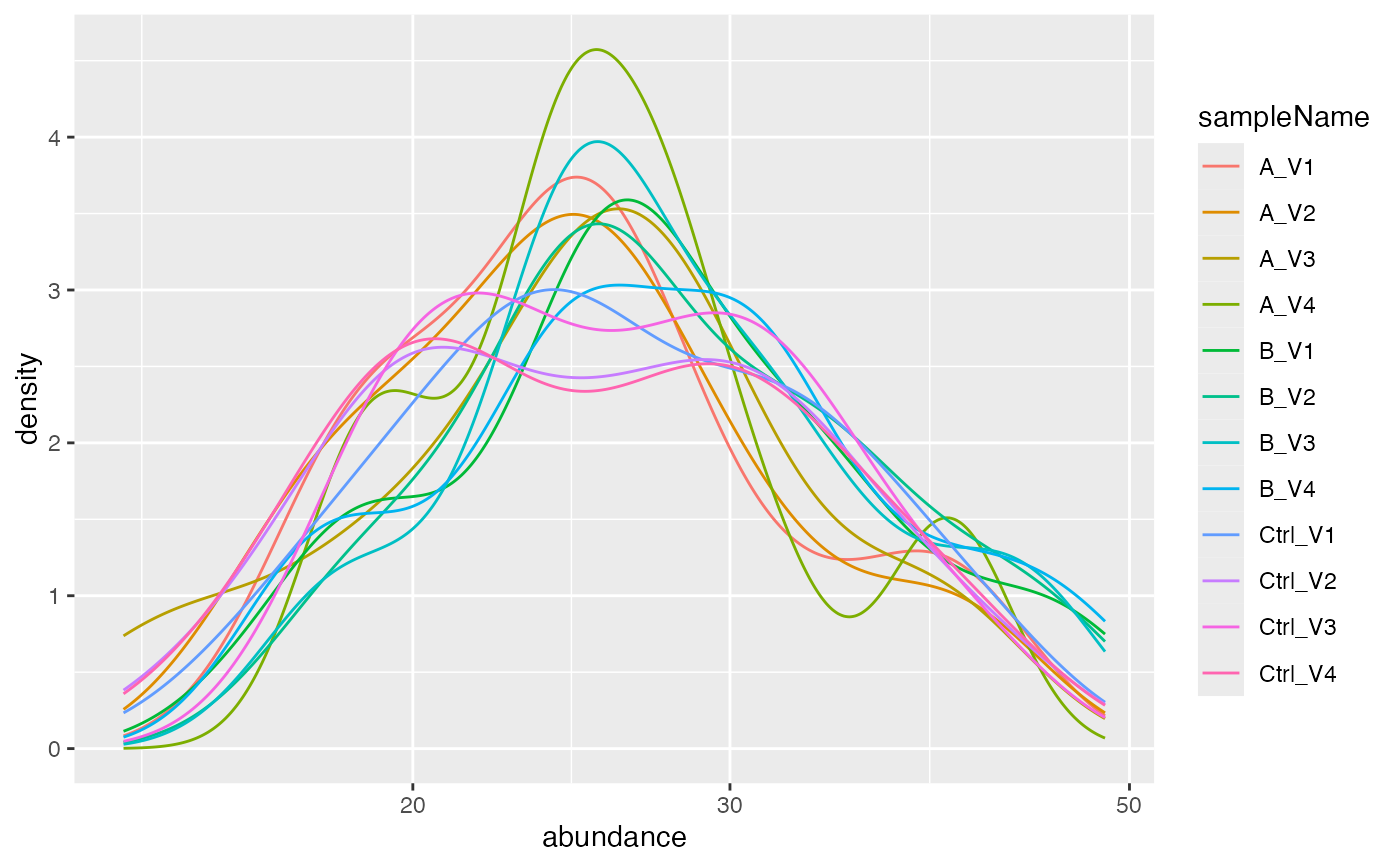 density
4
3
2
1
0
20 30 50
abundance
sampleName
A_V1
A_V2
A_V3
A_V4
B_V1
B_V2
B_V3
B_V4
Ctrl_V1
Ctrl_V2
Ctrl_V3
Ctrl_V4